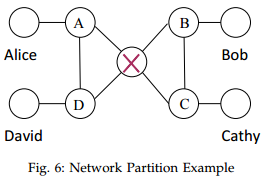 A B
Alice Bob
D C
David Cathy
Fig. 6: Network Partition Example